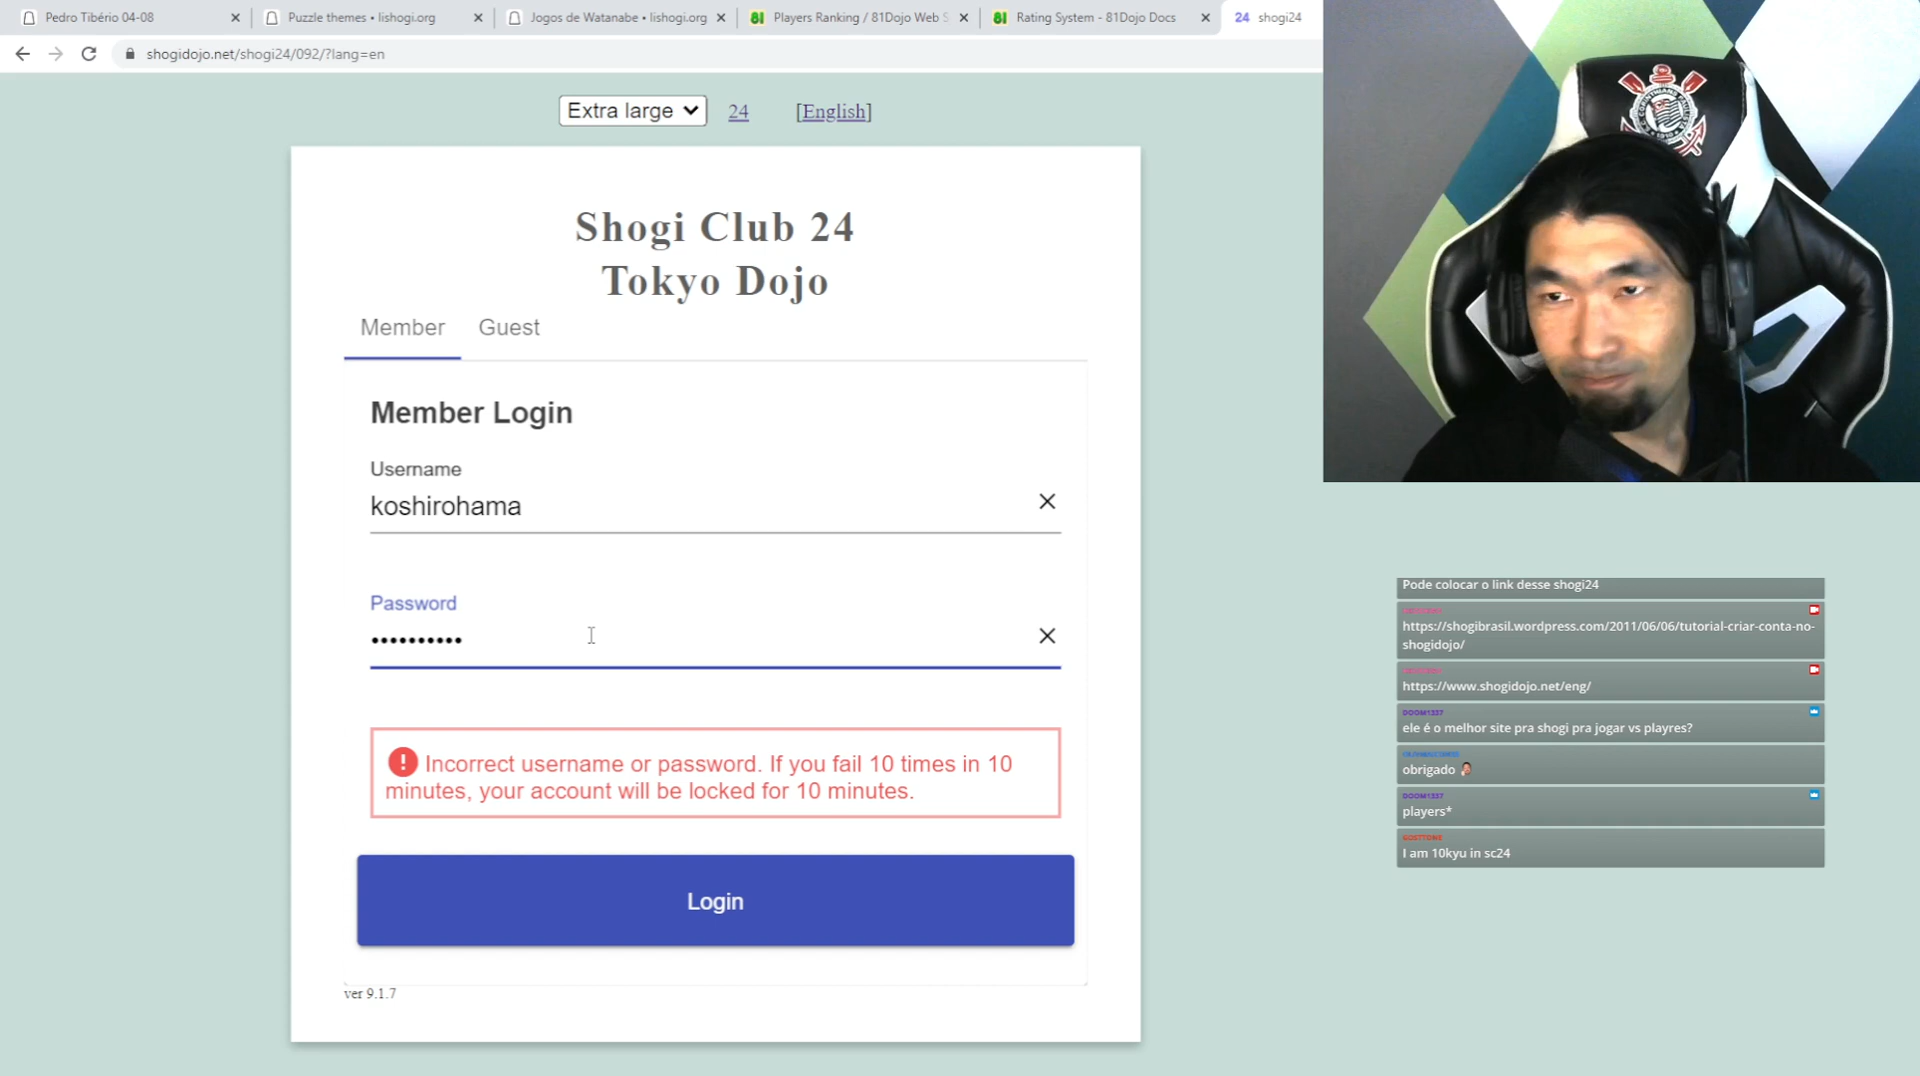 Pedro Tibério 04-08
Puzzle themes • lishogi.org
Jogos de Watanabe • lishogi.org
81 Players Ranking / 81Dojo Web S
81 Rating System - 81Dojo Docs
24 shogi24
shogidojo.net/shogi24/092/?lang=en
Extra large
24
[English]
Shogi Club 24
Tokyo Dojo
Member
Guest
Member Login
Username
koshirohama
Password
••••••••••
Incorrect username or password. If you fail 10 times in 10
minutes, your account will be locked for 10 minutes.
Login
ver 9.1.7
Pode colocar o link desse shogi24
https://shogibrasil.wordpress.com/2011/06/06/tutorial-criar-conta-no-
shogidojo/
https://www.shogidojo.net/eng/
DOOM1337
ele é o melhor site pra shogi pra jogar vs playres?
obrigado
DOOM1337
players*
I am 10kyu in sc24